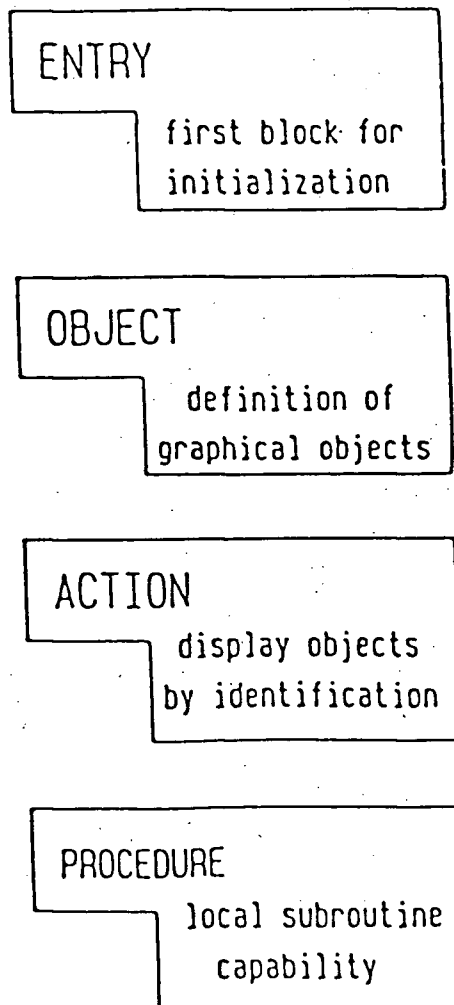 ENTRY
first block for
initialization
OBJECT
definition of
graphical objects
ACTION
display objects
by identification
PROCEDURE
local subroutine
capability